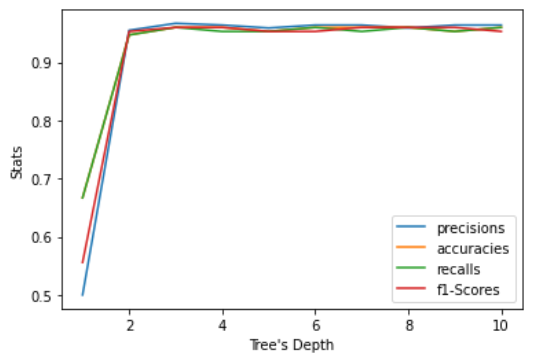 0.9
0.8
0.7
0.6
0.5
Stats
2 4 6 8 10
Tree's Depth
precisions
accuracies
recalls
f1-Scores